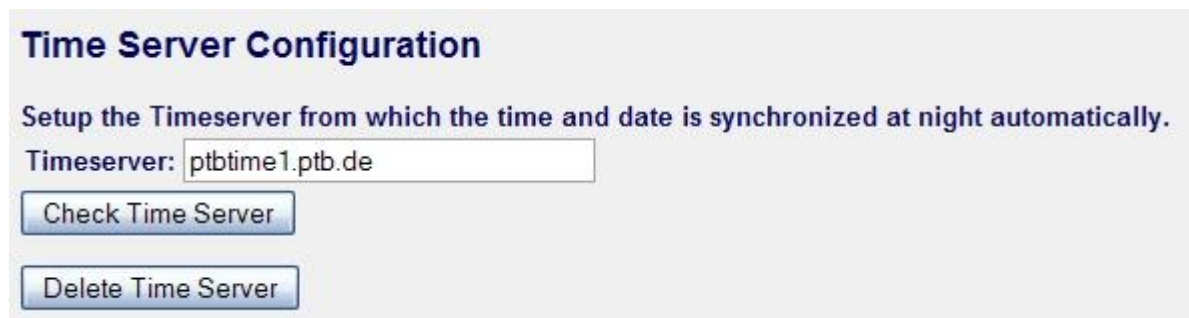 Time Server Configuration
Setup the Timeserver from which the time and date is synchronized at night automatically.
Timeserver: ptbtime1.ptb.de
Check Time Server
Delete Time Server